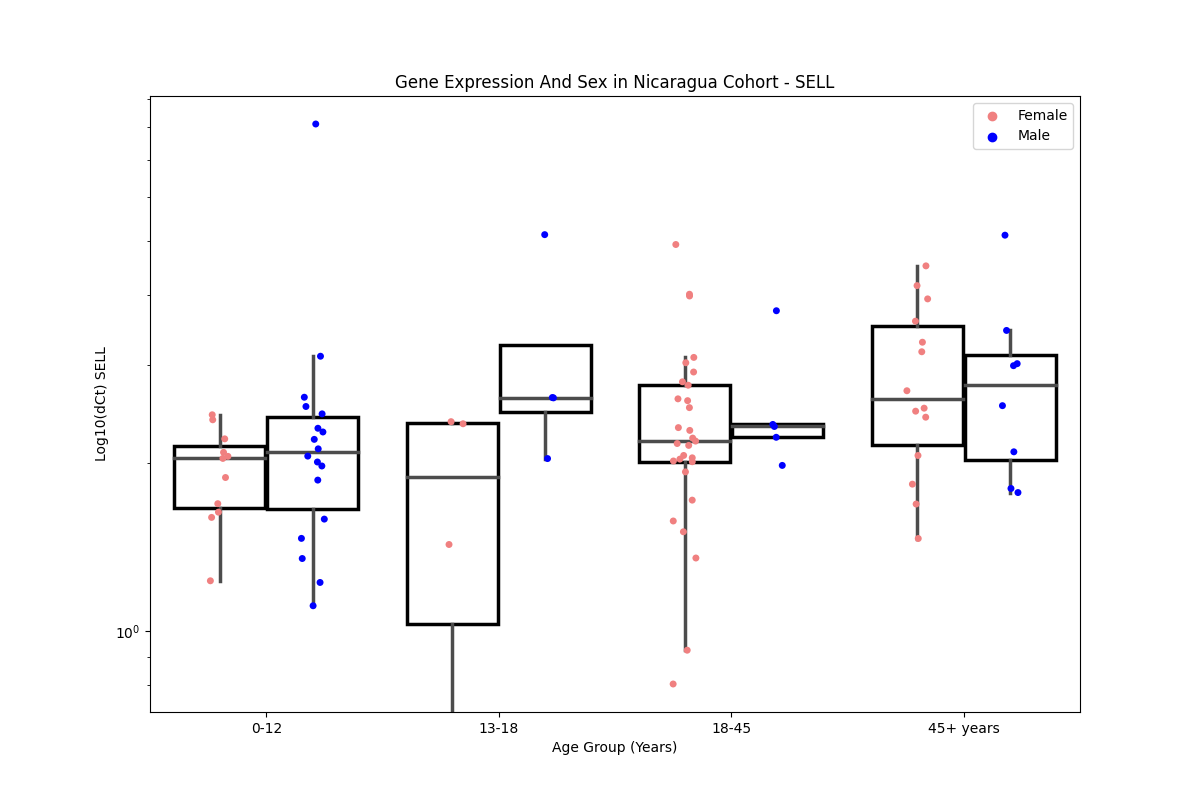 Gene Expression And Sex in Nicaragua Cohort - SELL
Female
Male
Log10(dCt) SELL
10⁰
0-12
13-18
18-45
45+ years
Age Group (Years)